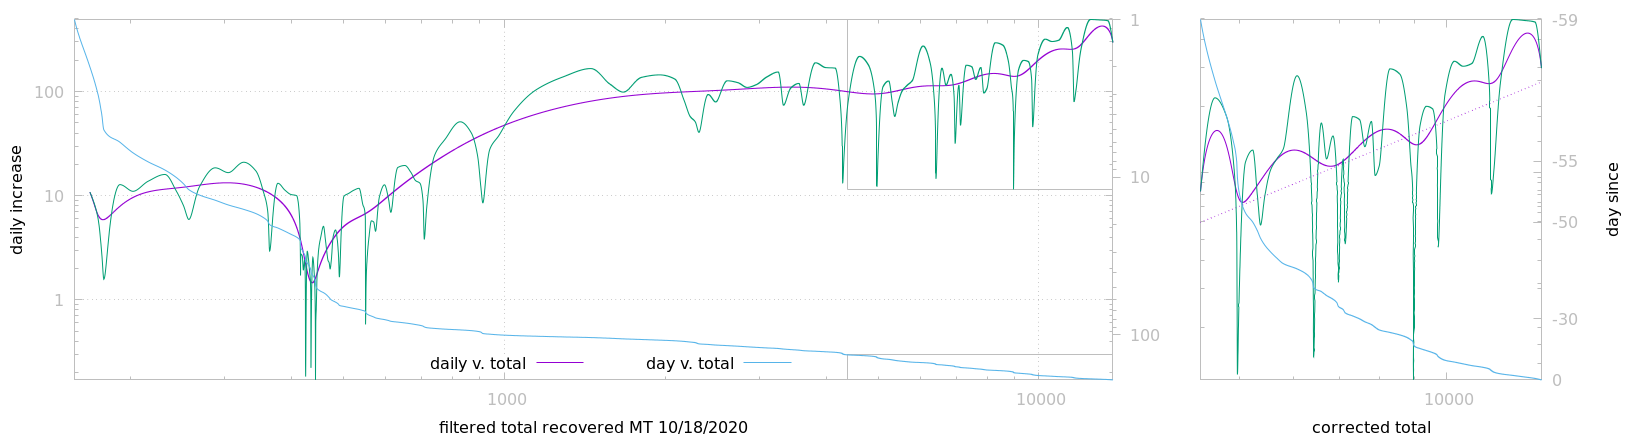 daily increase
100
10
1
1
10
100
daily v. total
day v. total
1000
10000
filtered total recovered MT 10/18/2020
-59
-55
-50
-30
0
day since
10000
corrected total